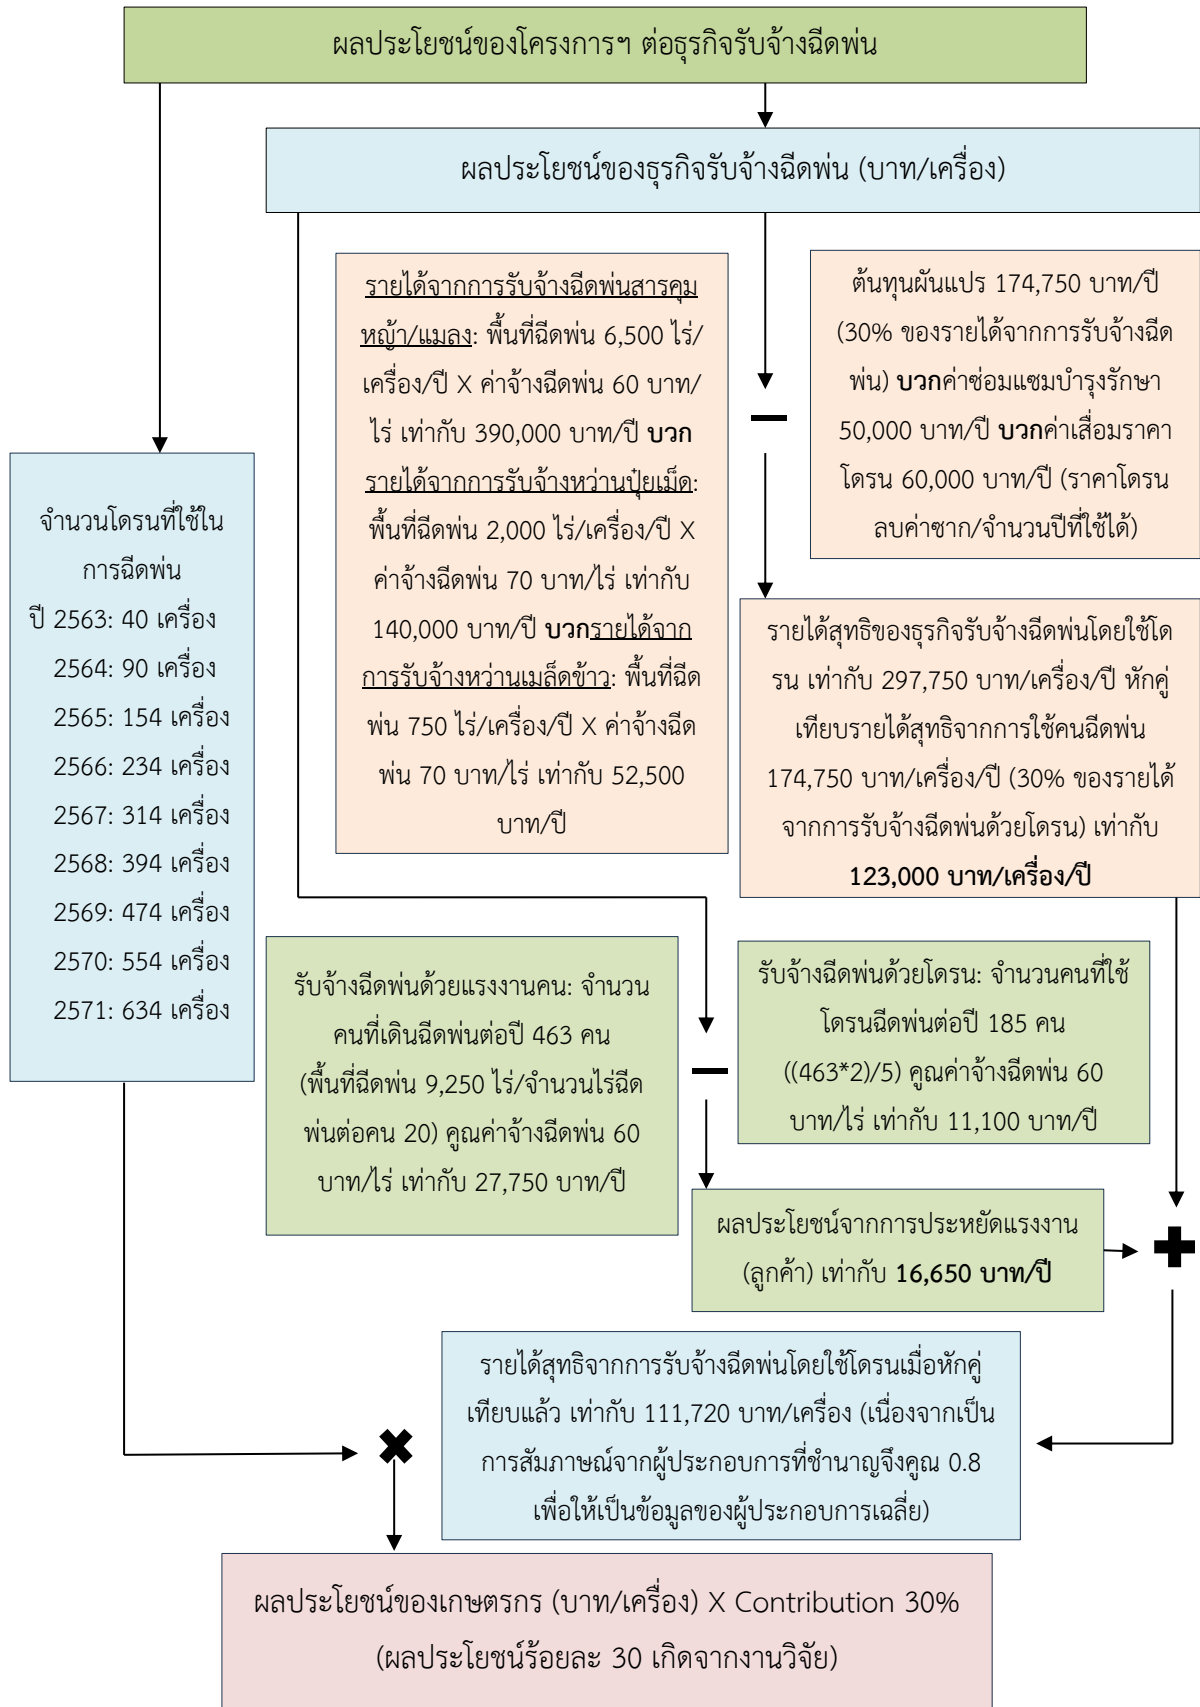 ผลประโยชน์ของโครงการฯ ต่อธุรกิจรับจ้างฉีดพ่น
ผลประโยชน์ของธุรกิจรับจ้างฉีดพ่น (บาท/เครื่อง)
รายได้จากการรับจ้างฉีดพ่นสารคุม
หญ้า/แมลง: พื้นที่ฉีดพ่น 6,500 ไร่/
เครื่อง/ปี X ค่าจ้างฉีดพ่น 60 บาท/
ไร่ เท่ากับ 390,000 บาท/ปี บวก
รายได้จากการรับจ้างหว่านปุ๋ยเม็ด:
พื้นที่ฉีดพ่น 2,000 ไร่/เครื่อง/ปี X
ค่าจ้างฉีดพ่น 70 บาท/ไร่ เท่ากับ
140,000 บาท/ปี บวกรายได้จาก
การรับจ้างหว่านเมล็ดข้าว: พื้นที่ฉีด
พ่น 750 ไร่/เครื่อง/ปี X ค่าจ้างฉีด
พ่น 70 บาท/ไร่ เท่ากับ 52,500
บาท/ปี
ต้นทุนผันแปร 174,750 บาท/ปี
(30% ของรายได้จากการรับจ้างฉีด
พ่น) บวกค่าซ่อมแซมบำรุงรักษา
50,000 บาท/ปี บวกค่าเสื่อมราคา
โดรน 60,000 บาท/ปี (ราคาโดรน
ลบค่าซาก/จำนวนปีที่ใช้ได้)
จำนวนโดรนที่ใช้ใน
การฉีดพ่น
ปี 2563: 40 เครื่อง
2564: 90 เครื่อง
2565: 154 เครื่อง
2566: 234 เครื่อง
2567: 314 เครื่อง
2568: 394 เครื่อง
2569: 474 เครื่อง
2570: 554 เครื่อง
2571: 634 เครื่อง
รายได้สุทธิของธุรกิจรับจ้างฉีดพ่นโดยใช้โด
รน เท่ากับ 297,750 บาท/เครื่อง/ปี หักคู่
เทียบรายได้สุทธิจากการใช้คนฉีดพ่น
174,750 บาท/เครื่อง/ปี (30% ของรายได้
จากการรับจ้างฉีดพ่นด้วยโดรน) เท่ากับ
123,000 บาท/เครื่อง/ปี
รับจ้างฉีดพ่นด้วยแรงงานคน: จำนวน
คนที่เดินฉีดพ่นต่อปี 463 คน
(พื้นที่ฉีดพ่น 9,250 ไร่/จำนวนไร่ฉีด
พ่นต่อคน 20) คูณค่าจ้างฉีดพ่น 60
บาท/ไร่ เท่ากับ 27,750 บาท/ปี
รับจ้างฉีดพ่นด้วยโดรน: จำนวนคนที่ใช้
โดรนฉีดพ่นต่อปี 185 คน
((463*2)/5) คูณค่าจ้างฉีดพ่น 60
บาท/ไร่ เท่ากับ 11,100 บาท/ปี
ผลประโยชน์จากการประหยัดแรงงาน
(ลูกค้า) เท่ากับ 16,650 บาท/ปี
รายได้สุทธิจากการรับจ้างฉีดพ่นโดยใช้โดรนเมื่อหักคู่
เทียบแล้ว เท่ากับ 111,720 บาท/เครื่อง (เนื่องจากเป็น
การสัมภาษณ์จากผู้ประกอบการที่ชำนาญจึงคูณ 0.8
เพื่อให้เป็นข้อมูลของผู้ประกอบการเฉลี่ย)
ผลประโยชน์ของเกษตรกร (บาท/เครื่อง) X Contribution 30%
(ผลประโยชน์ร้อยละ 30 เกิดจากงานวิจัย)